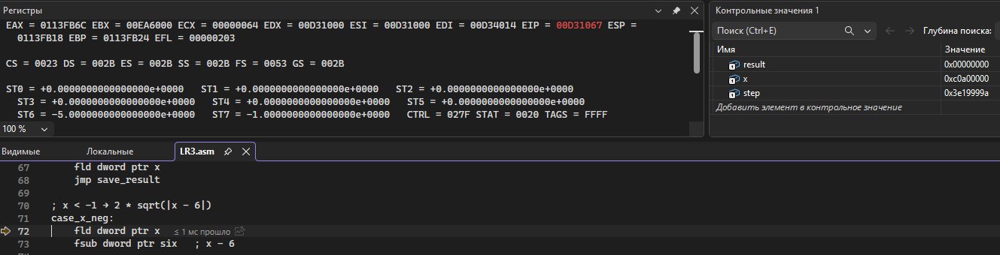 Регистры
EAX = 0113FB6C EBX = 00EA6000 ECX = 00000064 EDX = 00D31000 ESI = 00D31000 EDI = 00D34014 EIP = 00D31067 ESP =
0113FB18 EBP = 0113FB24 EFL = 00000203
CS = 0023 DS = 002B ES = 002B SS = 002B FS = 0053 GS = 002B
ST0 = +0.0000000000000000e+0000 ST1 = +0.0000000000000000e+0000 ST2 = +0.0000000000000000e+0000
ST3 = +0.0000000000000000e+0000 ST4 = +0.0000000000000000e+0000 ST5 = +0.0000000000000000e+0000
ST6 = -5.0000000000000000e+0000 ST7 = -1.0000000000000000e+0000 CTRL = 027F STAT = 0020 TAGS = FFFF
100 %
Контрольные значения 1
Поиск (Ctrl+E) Глубина поиска:
Имя Значение
result 0x00000000
x 0xc0a00000
step 0x3e19999a
Добавить элемент в контрольное значение
Видимые Локальные LR3.asm
67 fld dword ptr x
68 jmp save_result
69
70 ; x < -1 → 2 * sqrt(|x - 6|)
71 case_x_neg:
72 fld dword ptr x ≤ 1 мс прошло
73 fsub dword ptr six ; x - 6